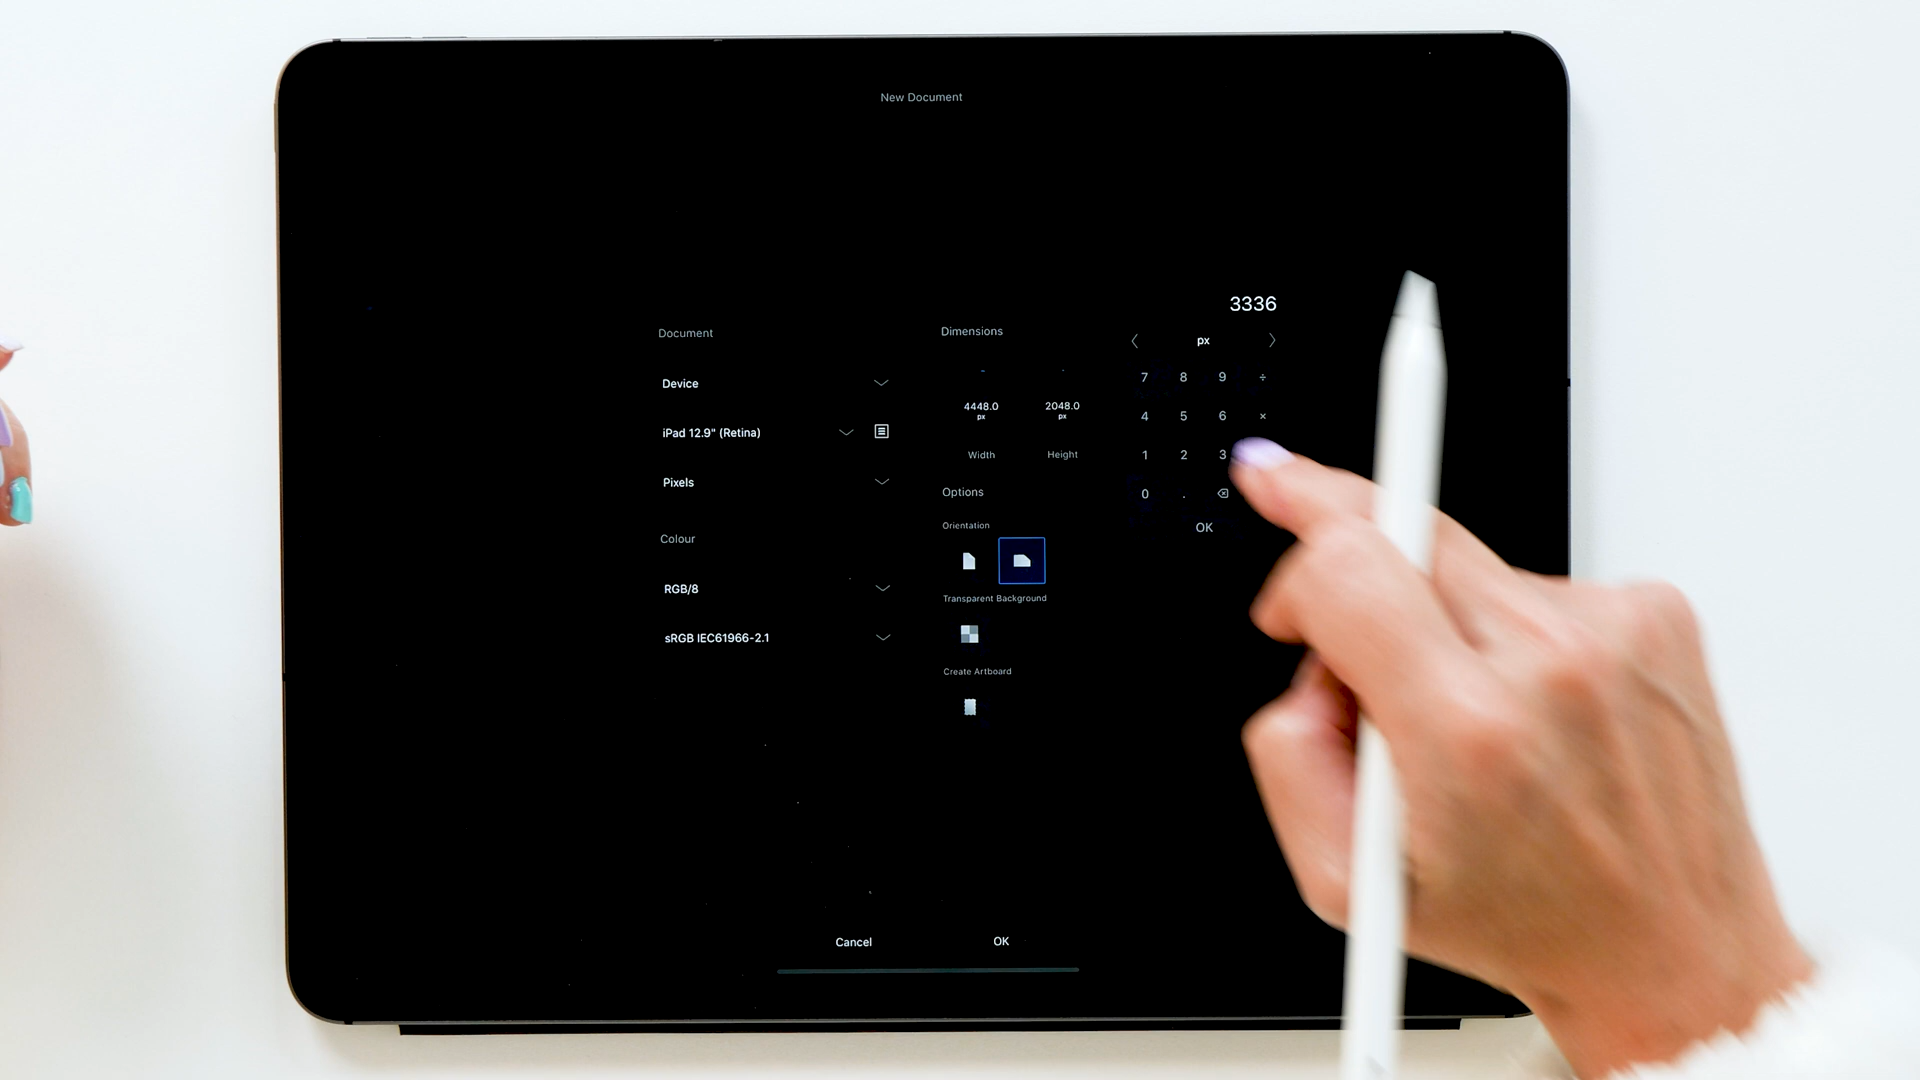 New Document
Document
Device
iPad 12.9" (Retina)
Pixels
Colour
RGB/8
sRGB IEC61966-2.1
Dimensions
4448.0
px
2048.0
px
Width
Height
Options
Orientation
Transparent Background
Create Artboard
3336
px
7 8 9 ÷
4 5 6 ×
1 2 3
0 .
OK
Cancel
OK